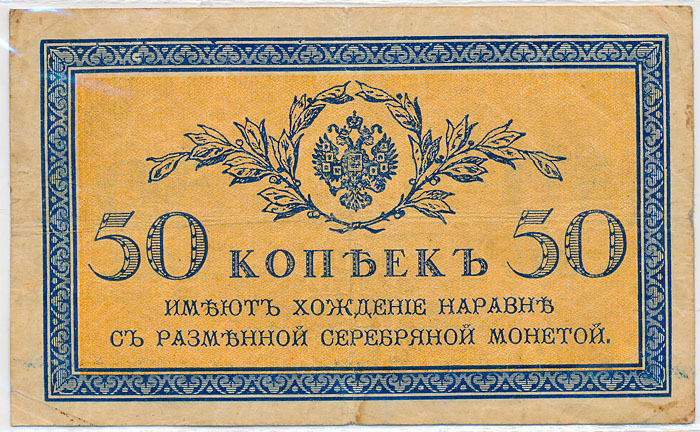 50 КОПѢЕКЪ 50
ИМѢЮТЪ ХОЖДЕНІЕ НАРАВНѢ
СЪ РАЗМѢННОЙ СЕРЕБРЯНОЙ МОНЕТОЙ.